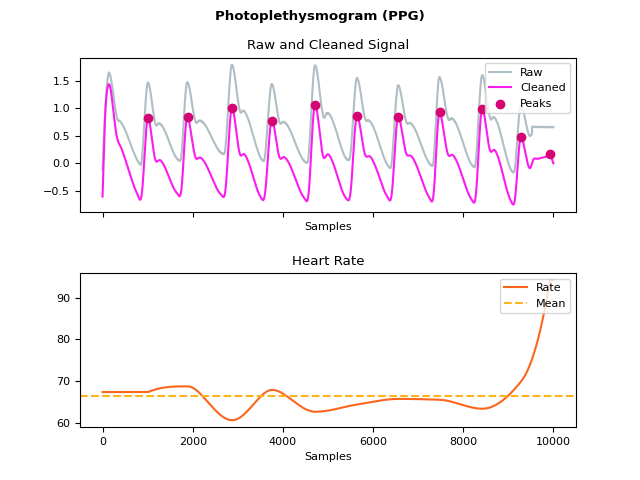 Photoplethysmogram (PPG)
Raw and Cleaned Signal
Raw
Cleaned
Peaks
1.5
1.0
0.5
0.0
−0.5
Samples
Heart Rate
Rate
Mean
90
80
70
60
0 2000 4000 6000 8000 10000
Samples